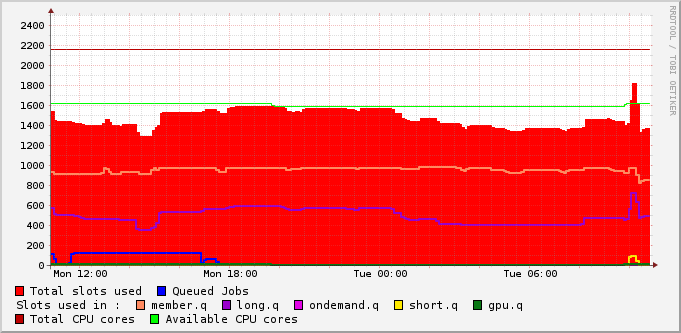 2400
2200
2000
1800
1600
1400
1200
1000
800
600
400
200
0
Mon 12:00 Mon 18:00 Tue 00:00 Tue 06:00
RRDTOOL / TOBI OETIKER
Total slots used Queued Jobs
Slots used in : member.q long.q ondemand.q short.q gpu.q
Total CPU cores Available CPU cores